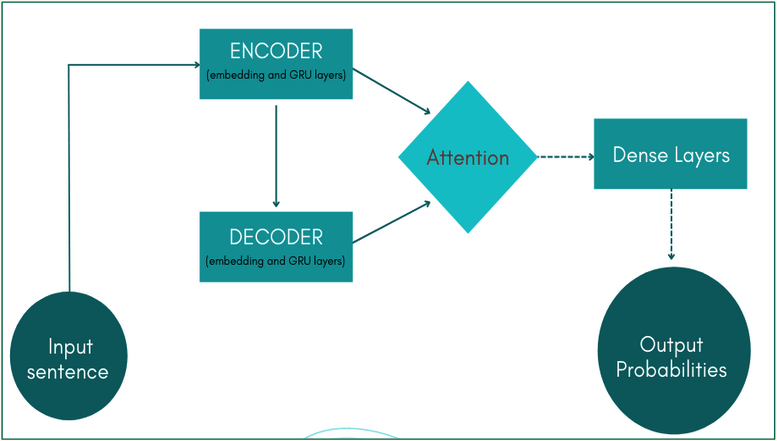 ENCODER
(embedding and GRU layers)
Attention
Dense Layers
DECODER
(embedding and GRU layers)
Input
sentence
Output
Probabilities